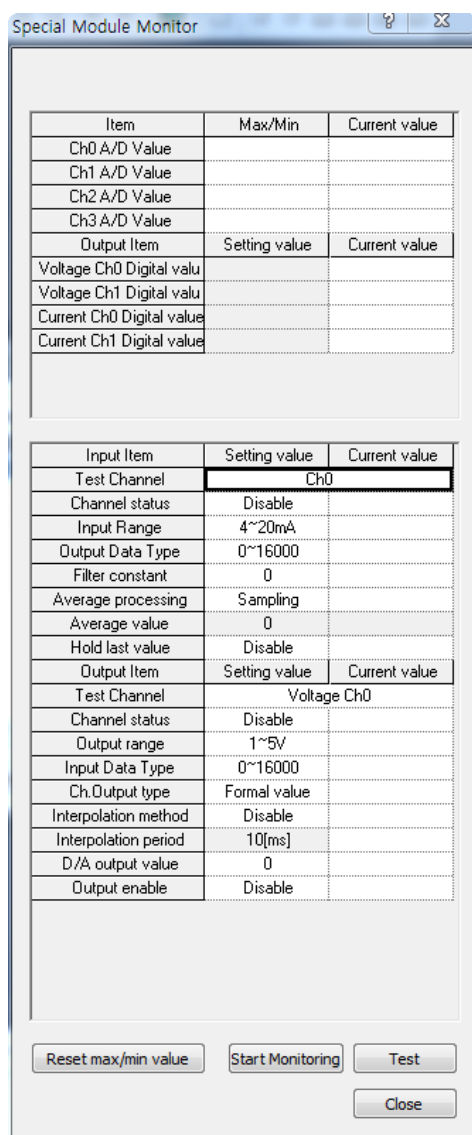 Special Module Monitor
Item Max/Min Current value
Ch0 A/D Value
Ch1 A/D Value
Ch2 A/D Value
Ch3 A/D Value
Output Item Setting value Current value
Voltage Ch0 Digital valu
Voltage Ch1 Digital valu
Current Ch0 Digital value
Current Ch1 Digital value
Input Item Setting value Current value
Test Channel Ch0
Channel status Disable
Input Range 4~20mA
Output Data Type 0~16000
Filter constant 0
Average processing Sampling
Average value 0
Hold last value Disable
Output Item Setting value Current value
Test Channel Voltage Ch0
Channel status Disable
Output range 1~5V
Input Data Type 0~16000
Ch.Output type Formal value
Interpolation method Disable
Interpolation period 10[ms]
D/A output value 0
Output enable Disable
Reset max/min value Start Monitoring Test
Close